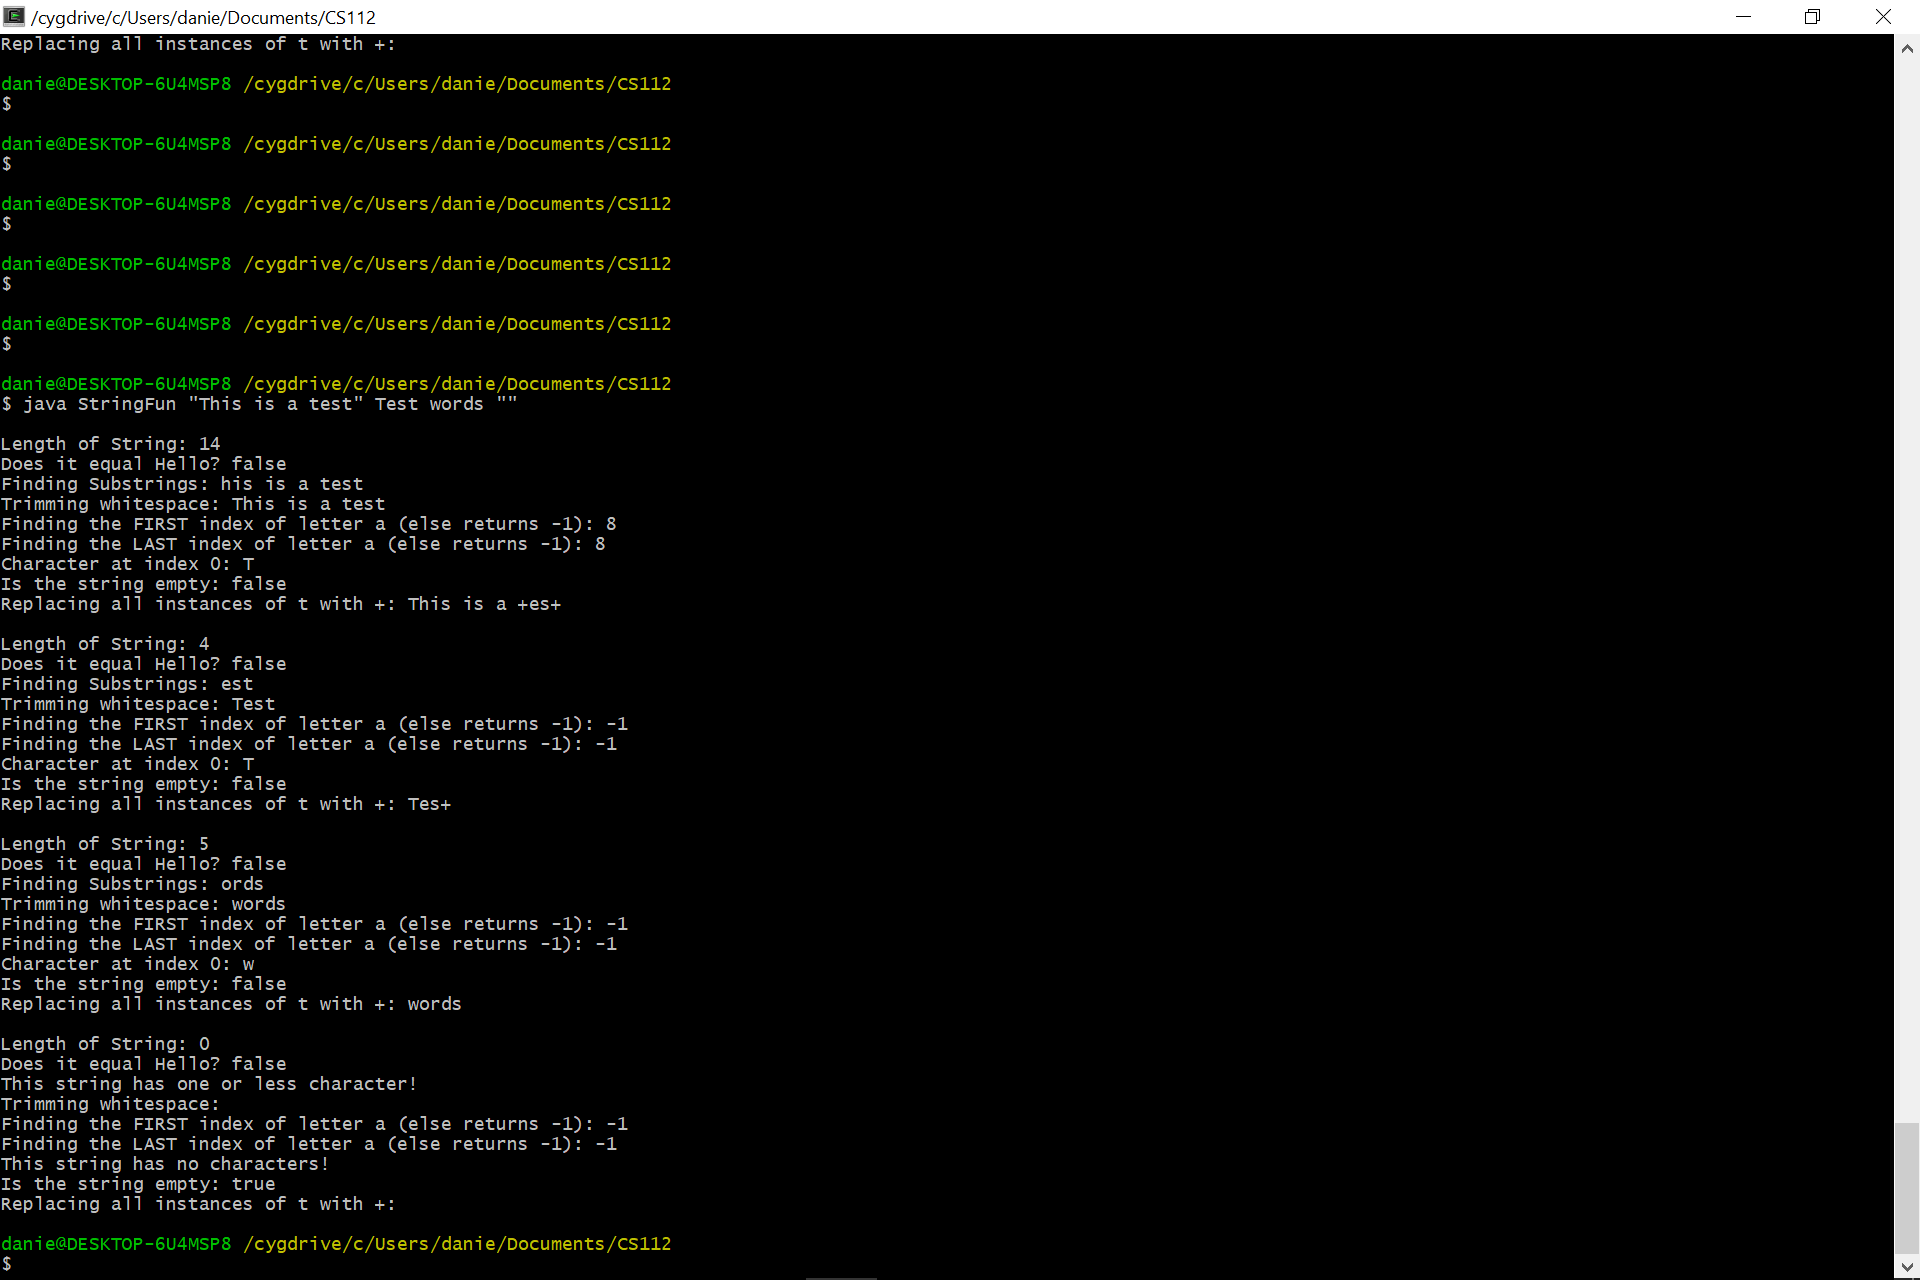 /cygdrive/c/Users/danie/Documents/CS112
Replacing all instances of t with +:
danie@DESKTOP-6U4MSP8 /cygdrive/c/Users/danie/Documents/CS112
$
danie@DESKTOP-6U4MSP8 /cygdrive/c/Users/danie/Documents/CS112
$
danie@DESKTOP-6U4MSP8 /cygdrive/c/Users/danie/Documents/CS112
$
danie@DESKTOP-6U4MSP8 /cygdrive/c/Users/danie/Documents/CS112
$
danie@DESKTOP-6U4MSP8 /cygdrive/c/Users/danie/Documents/CS112
$
danie@DESKTOP-6U4MSP8 /cygdrive/c/Users/danie/Documents/CS112
$ java StringFun "This is a test" Test words ""
Length of String: 14
Does it equal Hello? false
Finding Substrings: his is a test
Trimming whitespace: This is a test
Finding the FIRST index of letter a (else returns -1): 8
Finding the LAST index of letter a (else returns -1): 8
Character at index 0: T
Is the string empty: false
Replacing all instances of t with +: This is a +es+
Length of String: 4
Does it equal Hello? false
Finding Substrings: est
Trimming whitespace: Test
Finding the FIRST index of letter a (else returns -1): -1
Finding the LAST index of letter a (else returns -1): -1
Character at index 0: T
Is the string empty: false
Replacing all instances of t with +: Tes+
Length of String: 5
Does it equal Hello? false
Finding Substrings: ords
Trimming whitespace: words
Finding the FIRST index of letter a (else returns -1): -1
Finding the LAST index of letter a (else returns -1): -1
Character at index 0: w
Is the string empty: false
Replacing all instances of t with +: words
Length of String: 0
Does it equal Hello? false
This string has one or less character!
Trimming whitespace:
Finding the FIRST index of letter a (else returns -1): -1
Finding the LAST index of letter a (else returns -1): -1
This string has no characters!
Is the string empty: true
Replacing all instances of t with +:
danie@DESKTOP-6U4MSP8 /cygdrive/c/Users/danie/Documents/CS112
$